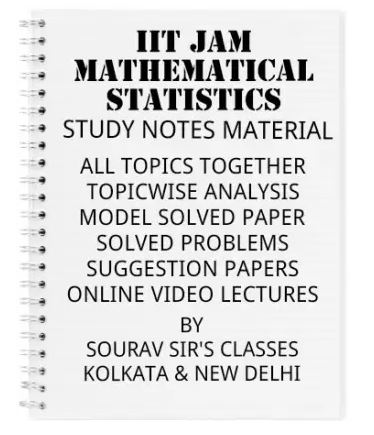 IIT JAM
MATHEMATICAL
STATISTICS
STUDY NOTES MATERIAL
ALL TOPICS TOGETHER
TOPICWISE ANALYSIS
MODEL SOLVED PAPER
SOLVED PROBLEMS
SUGGESTION PAPERS
ONLINE VIDEO LECTURES
BY
SOURAV SIR'S CLASSES
KOLKATA & NEW DELHI